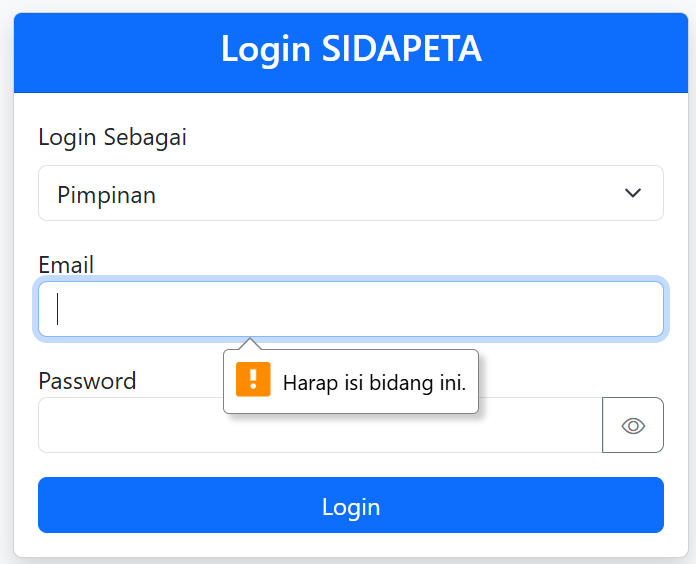 Login SIDAPETA
Login Sebagai
Pimpinan
Email
Harap isi bidang ini.
Password
Login